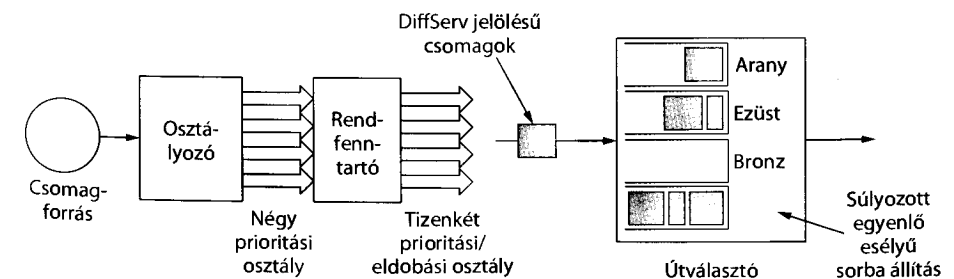 DiffServ jelölésű
csomagok
Csomag-
forrás
Osztá-
lyozó
Négy
prioritási
osztály
Rend-
fenn-
tartó
Tizenkét
prioritási/
eldobási osztály
Arany
Ezüst
Bronz
Útválasztó
Súlyozott
egyenlő
esélyű
sorba állítás